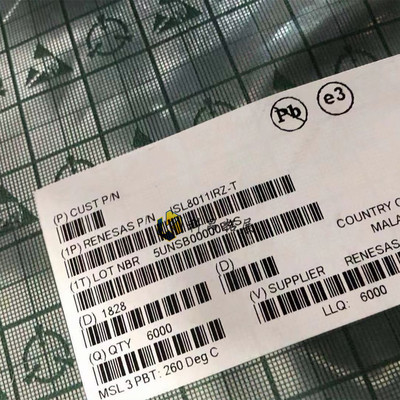 Pb
e3
(P) CUST P/N
(1P) RENESAS P/N ISL8011IRZ-T
(1T) LOT NBR
COUNTRY O
MALA
(D) 1828
(D)
(V) SUPPLIER RENESAS
(Q) QTY 6000
LLQ: 6000
MSL 3 PBT: 260 Deg C